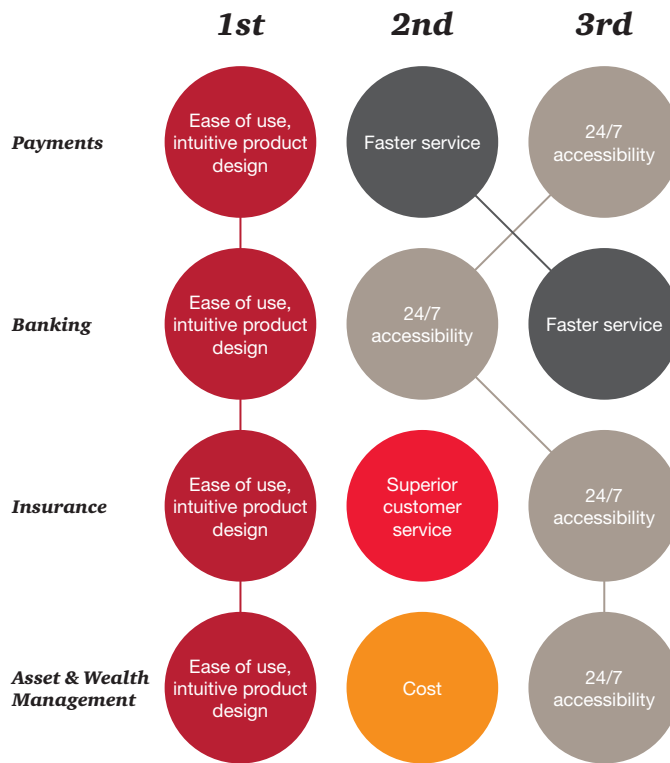 1st 2nd 3rd
Payments
Ease of use,
intuitive product
design
Faster service
24/7
accessibility
Banking
Ease of use,
intuitive product
design
24/7
accessibility
Faster service
Insurance
Ease of use,
intuitive product
design
Superior
customer
service
24/7
accessibility
Asset & Wealth
Management
Ease of use,
intuitive product
design
Cost
24/7
accessibility